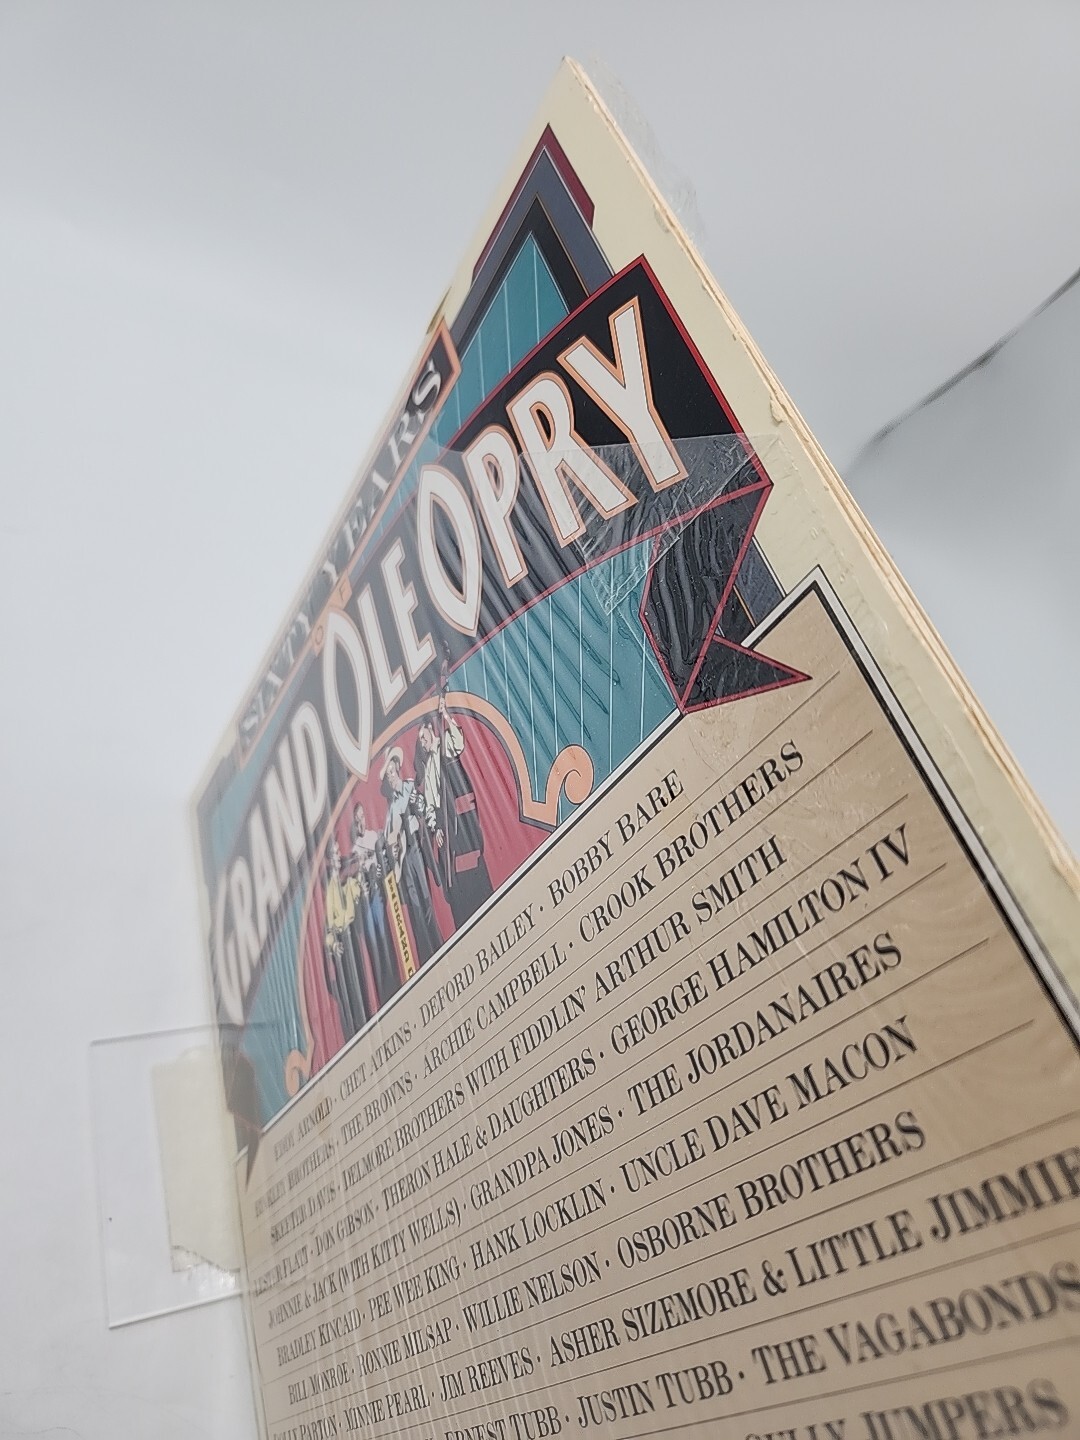 SIXTY YEARS
OF
GRAND OLE OPRY
EDDY ARNOLD · CHET ATKINS · DEFORD BAILEY · BOBBY BARE
BINKLEY BROTHERS · THE BROWNS · ARCHIE CAMPBELL · CROOK BROTHERS
SKEETER DAVIS · DELMORE BROTHERS WITH FIDDLIN' ARTHUR SMITH
LESTER FLATT · DON GIBSON · THERON HALE & DAUGHTERS · GEORGE HAMILTON IV
JOHNNIE & JACK (WITH KITTY WELLS) · GRANDPA JONES · THE JORDANAIRES
BRADLEY KINCAID · PEE WEE KING · HANK LOCKLIN · UNCLE DAVE MACON
BILL MONROE · RONNIE MILSAP · WILLIE NELSON · OSBORNE BROTHERS
DOLLY PARTON · MINNIE PEARL · JIM REEVES · ASHER SIZEMORE & LITTLE JIMMIE
ERNEST TUBB · JUSTIN TUBB · THE VAGABONDS
JUMPERS